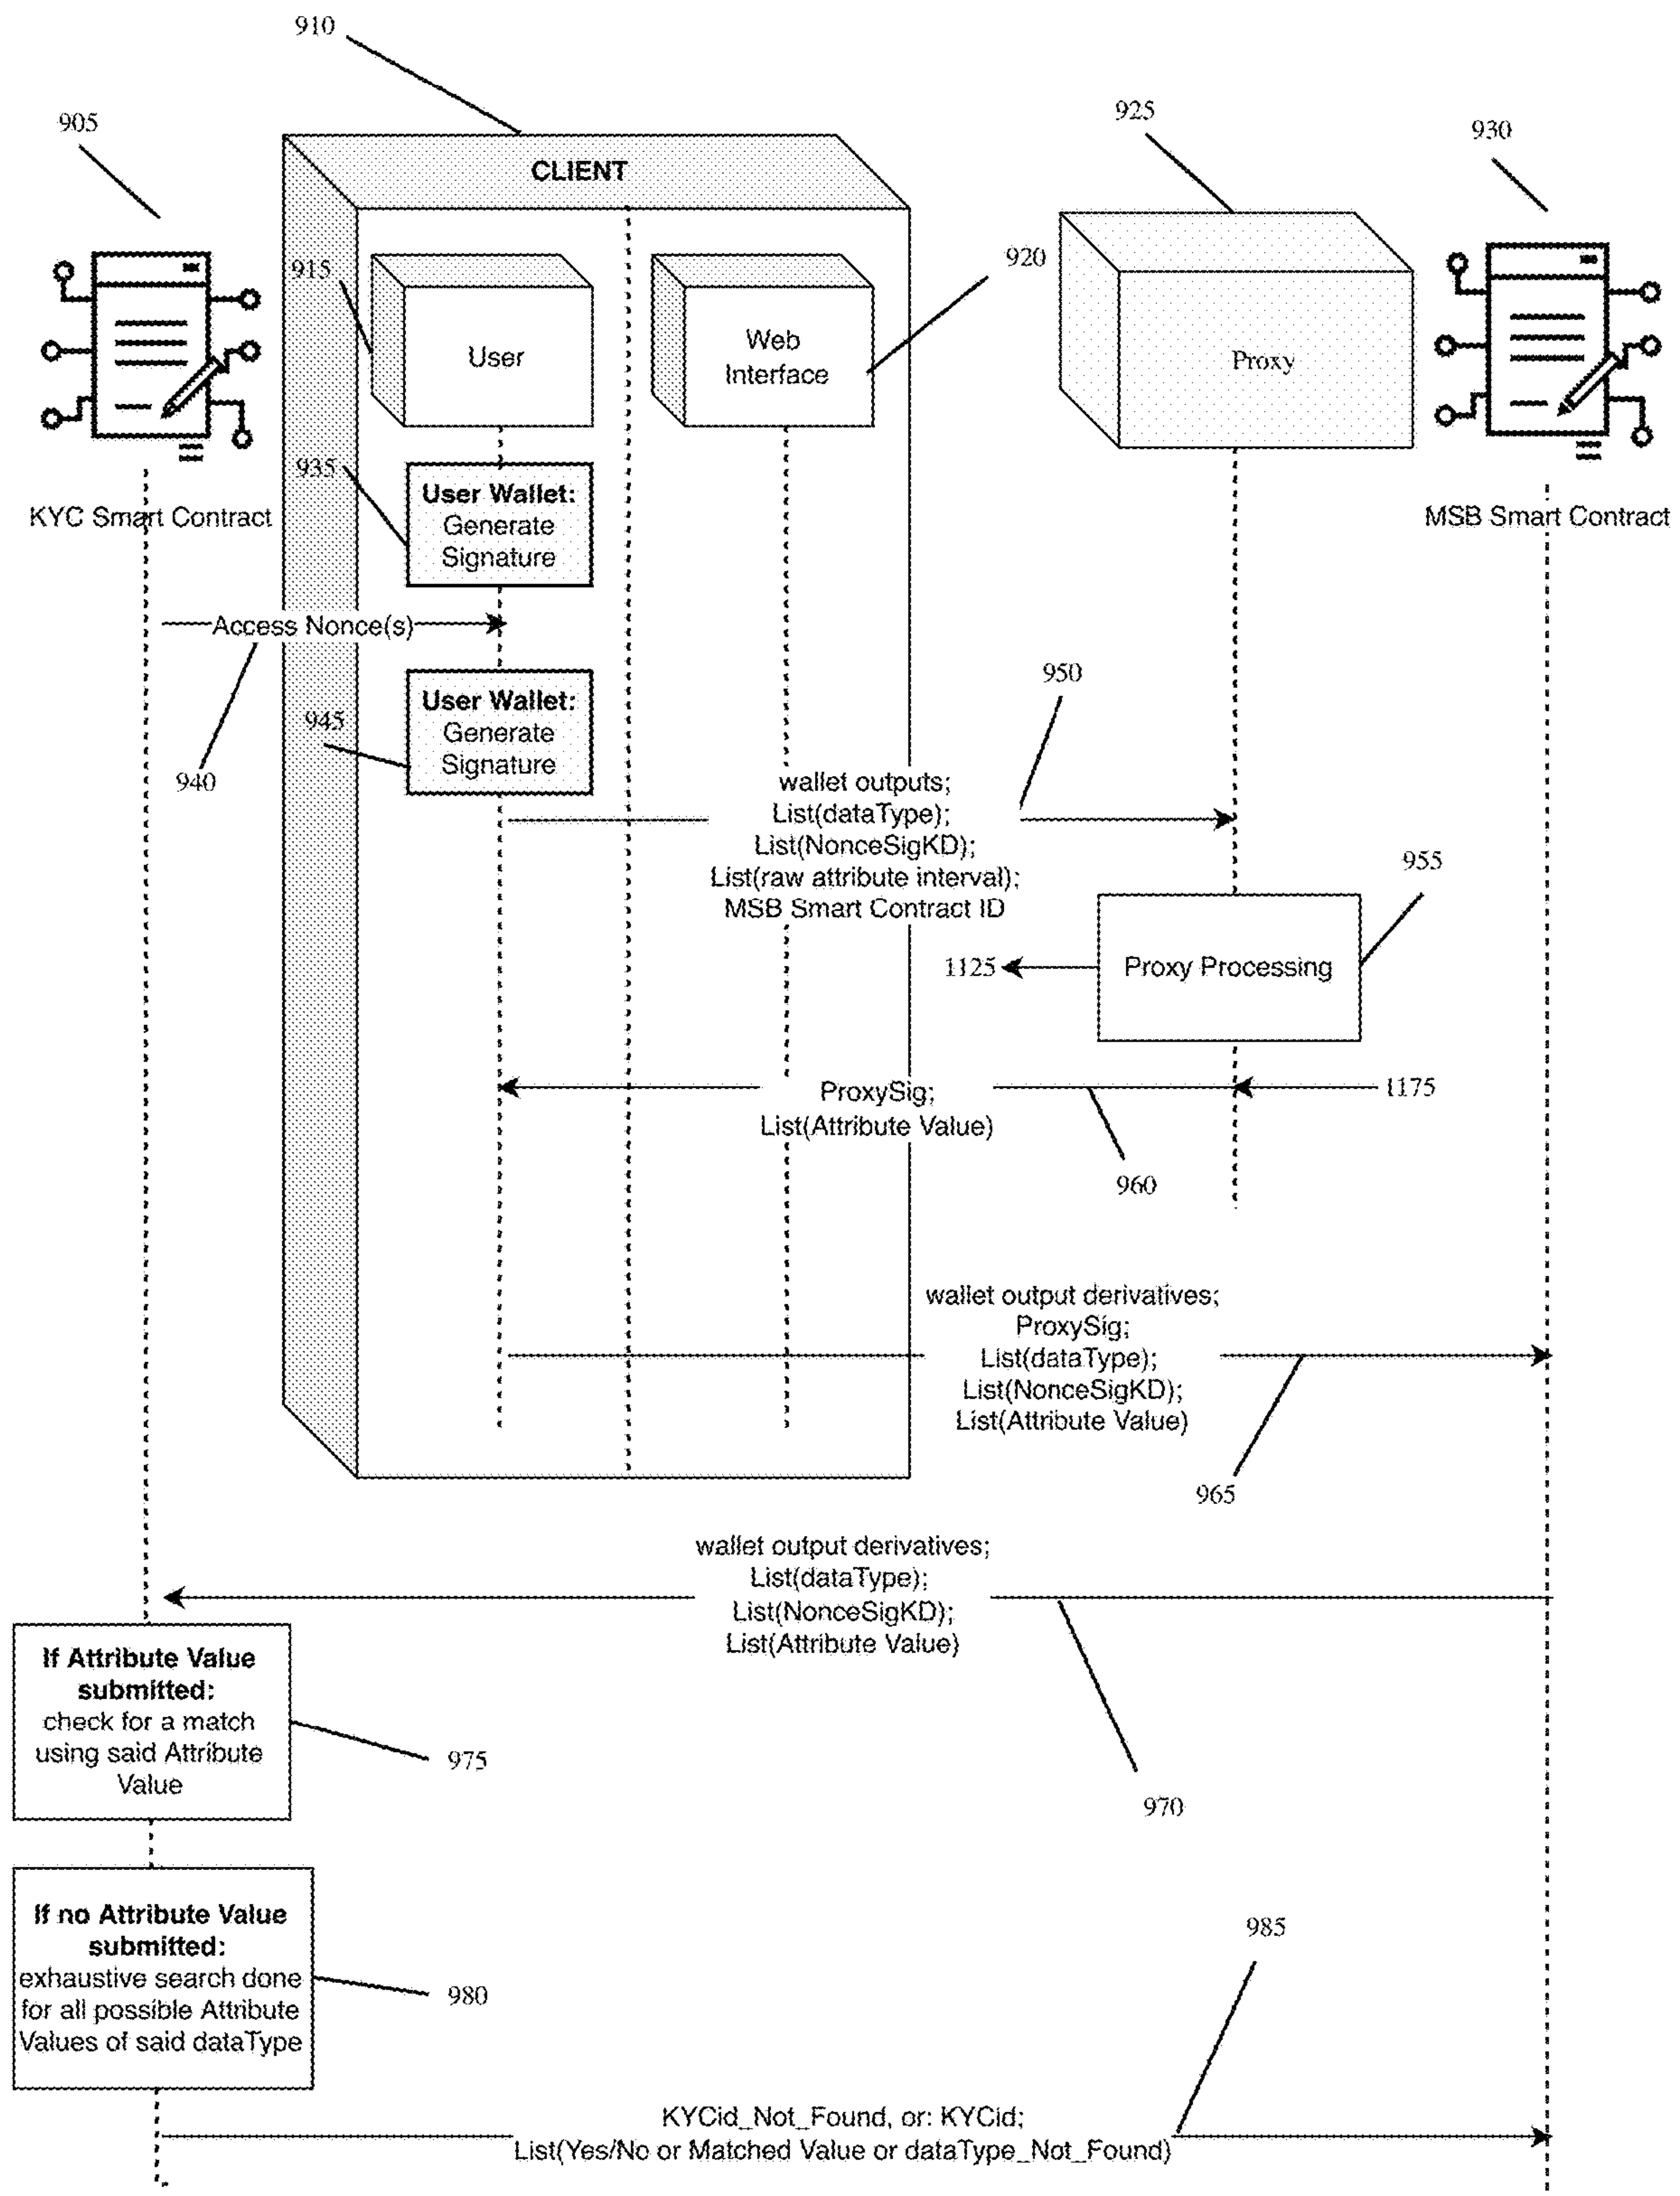 910
905
925
930
CLIENT
915
920
User
Web
Interface
Proxy
935
User Wallet:
Generate
Signature
KYC Smart Contract
MSB Smart Contract
Access Nonce(s)
940
945
User Wallet:
Generate
Signature
950
wallet outputs;
List(dataType);
List(NonceSigKD);
List(raw attribute interval);
MSB Smart Contract ID
955
1125
Proxy Processing
ProxySig;
List(Attribute Value)
1175
960
wallet output derivatives;
ProxySig;
List(dataType);
List(NonceSigKD);
List(Attribute Value)
965
wallet output derivatives;
List(dataType);
List(NonceSigKD);
List(Attribute Value)
970
If Attribute Value
submitted:
check for a match
using said Attribute
Value
975
If no Attribute Value
submitted:
exhaustive search done
for all possible Attribute
Values of said dataType
980
985
KYCid_Not_Found, or: KYCid;
List(Yes/No or Matched Value or dataType_Not_Found)